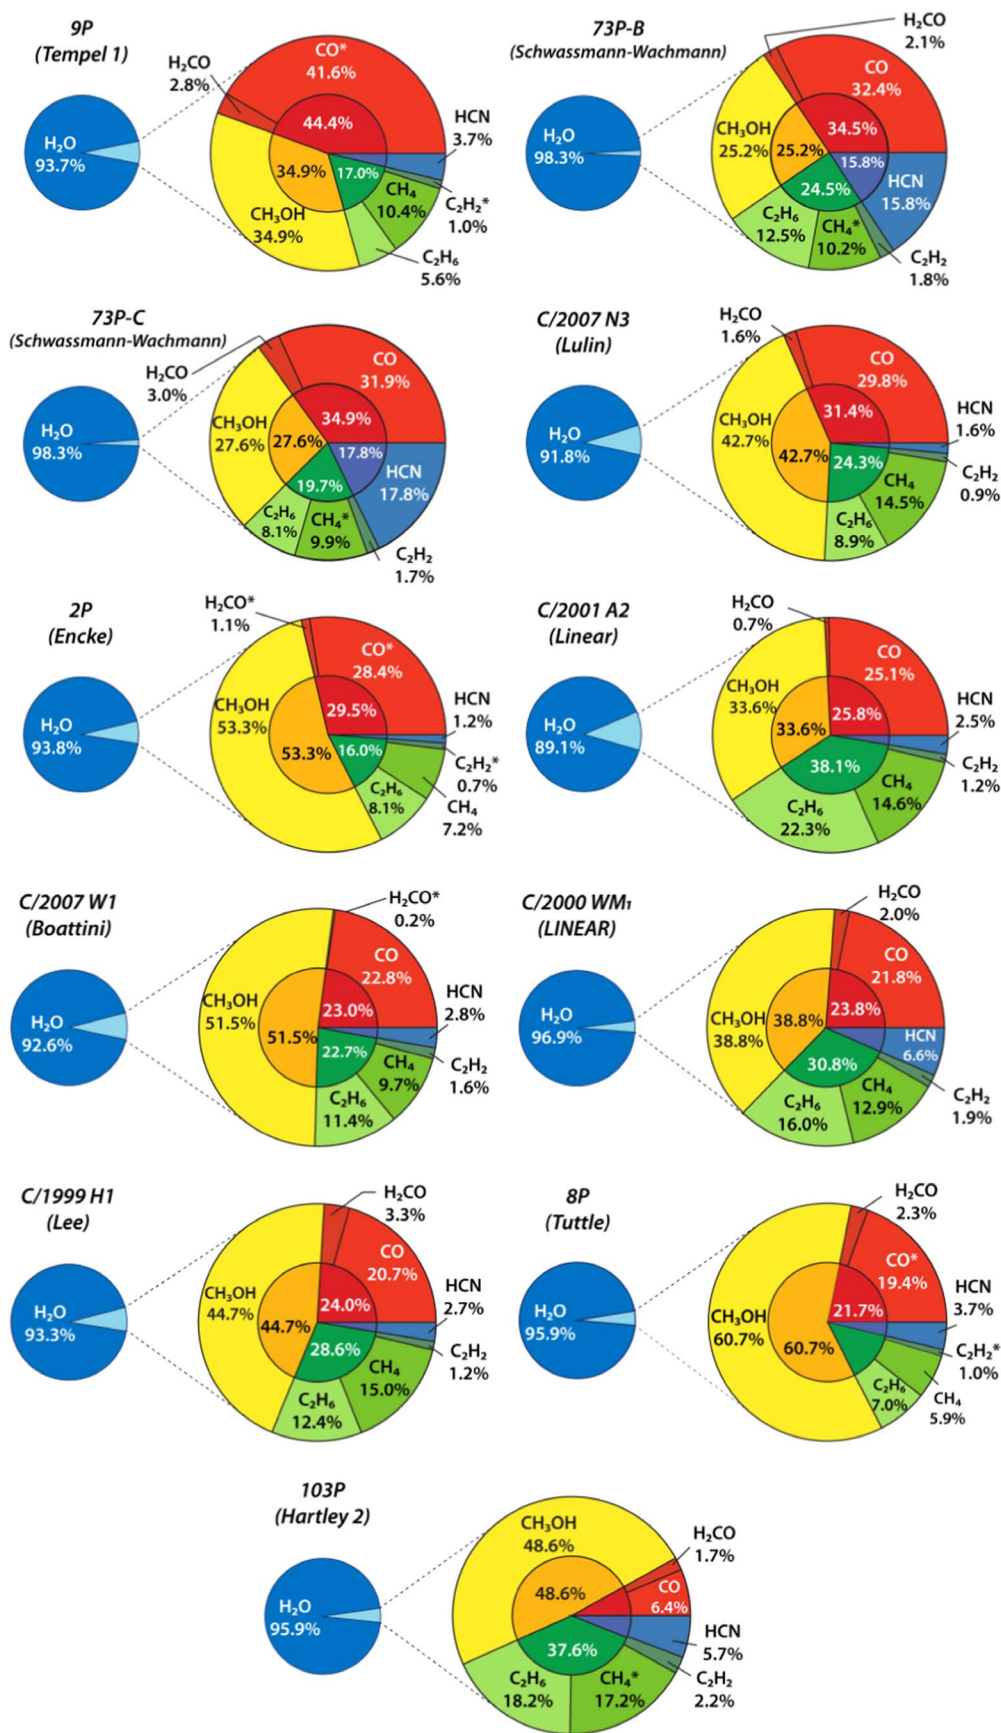 9P
(Tempel 1)
H₂O
93.7%
H₂CO
2.8%
CO*
41.6%
44.4%
34.9%
17.0%
CH₃OH
34.9%
HCN
3.7%
C₂H₂*
1.0%
CH₄
10.4%
C₂H₆
5.6%
73P-B
(Schwassmann-Wachmann)
H₂O
98.3%
H₂CO
2.1%
CO
32.4%
34.5%
CH₃OH
25.2%
25.2%
15.8%
24.5%
HCN
15.8%
C₂H₆
12.5%
CH₄*
10.2%
C₂H₂
1.8%
73P-C
(Schwassmann-Wachmann)
H₂O
98.3%
H₂CO
3.0%
CO
31.9%
34.9%
CH₃OH
27.6%
27.6%
17.8%
19.7%
HCN
17.8%
C₂H₆
8.1%
CH₄*
9.9%
C₂H₂
1.7%
C/2007 N3
(Lulin)
H₂O
91.8%
H₂CO
1.6%
CO
29.8%
31.4%
CH₃OH
42.7%
42.7%
24.3%
HCN
1.6%
C₂H₂
0.9%
CH₄
14.5%
C₂H₆
8.9%
2P
(Encke)
H₂O
93.8%
H₂CO*
1.1%
CO*
28.4%
29.5%
CH₃OH
53.3%
53.3%
16.0%
HCN
1.2%
C₂H₂*
0.7%
C₂H₆
8.1%
CH₄
7.2%
C/2001 A2
(Linear)
H₂O
89.1%
H₂CO
0.7%
CO
25.1%
25.8%
CH₃OH
33.6%
33.6%
38.1%
HCN
2.5%
C₂H₂
1.2%
CH₄
14.6%
C₂H₆
22.3%
C/2007 W1
(Boattini)
H₂O
92.6%
H₂CO*
0.2%
CO
22.8%
23.0%
CH₃OH
51.5%
51.5%
22.7%
HCN
2.8%
C₂H₂
1.6%
CH₄
9.7%
C₂H₆
11.4%
C/2000 WM₁
(LINEAR)
H₂O
96.9%
H₂CO
2.0%
CO
21.8%
23.8%
CH₃OH
38.8%
38.8%
30.8%
HCN
6.6%
C₂H₂
1.9%
CH₄
12.9%
C₂H₆
16.0%
C/1999 H1
(Lee)
H₂O
93.3%
H₂CO
3.3%
CO
20.7%
24.0%
CH₃OH
44.7%
44.7%
28.6%
HCN
2.7%
C₂H₂
1.2%
CH₄
15.0%
C₂H₆
12.4%
8P
(Tuttle)
H₂O
95.9%
H₂CO
2.3%
CO*
19.4%
21.7%
CH₃OH
60.7%
60.7%
HCN
3.7%
C₂H₂*
1.0%
C₂H₆
7.0%
CH₄
5.9%
103P
(Hartley 2)
H₂O
95.9%
CH₃OH
48.6%
48.6%
H₂CO
1.7%
CO
6.4%
HCN
5.7%
37.6%
C₂H₆
18.2%
CH₄*
17.2%
C₂H₂
2.2%